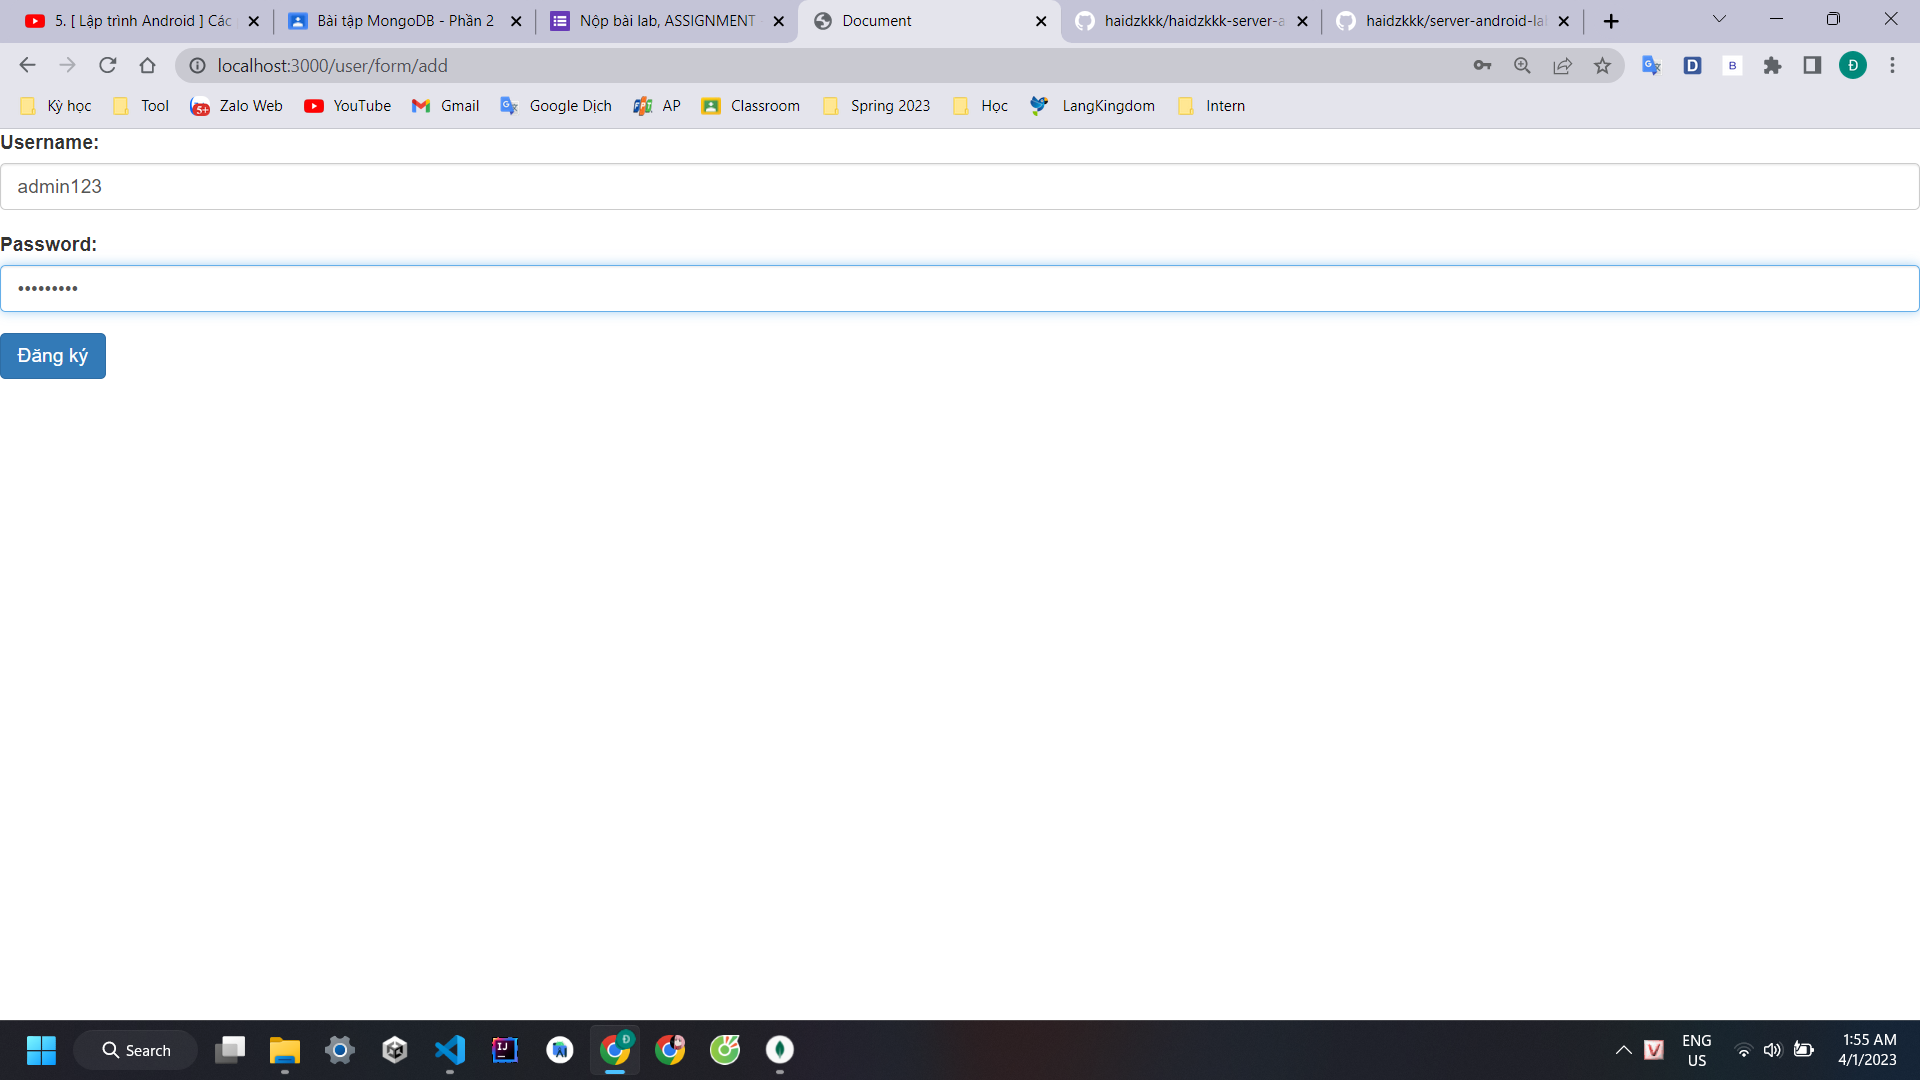 5. [ Lập trình Android ] Các
Bài tập MongoDB - Phần 2
Nộp bài lab, ASSIGNMENT -
Document
haidzkkk/haidzkkk-server-a
haidzkkk/server-android-la
localhost:3000/user/form/add
Kỳ học
Tool
Zalo Web
YouTube
Gmail
Google Dịch
AP
Classroom
Spring 2023
Học
LangKingdom
Intern
Username:
admin123
Password:
•••••••••
Đăng ký
Search
ENG
US
1:55 AM
4/1/2023